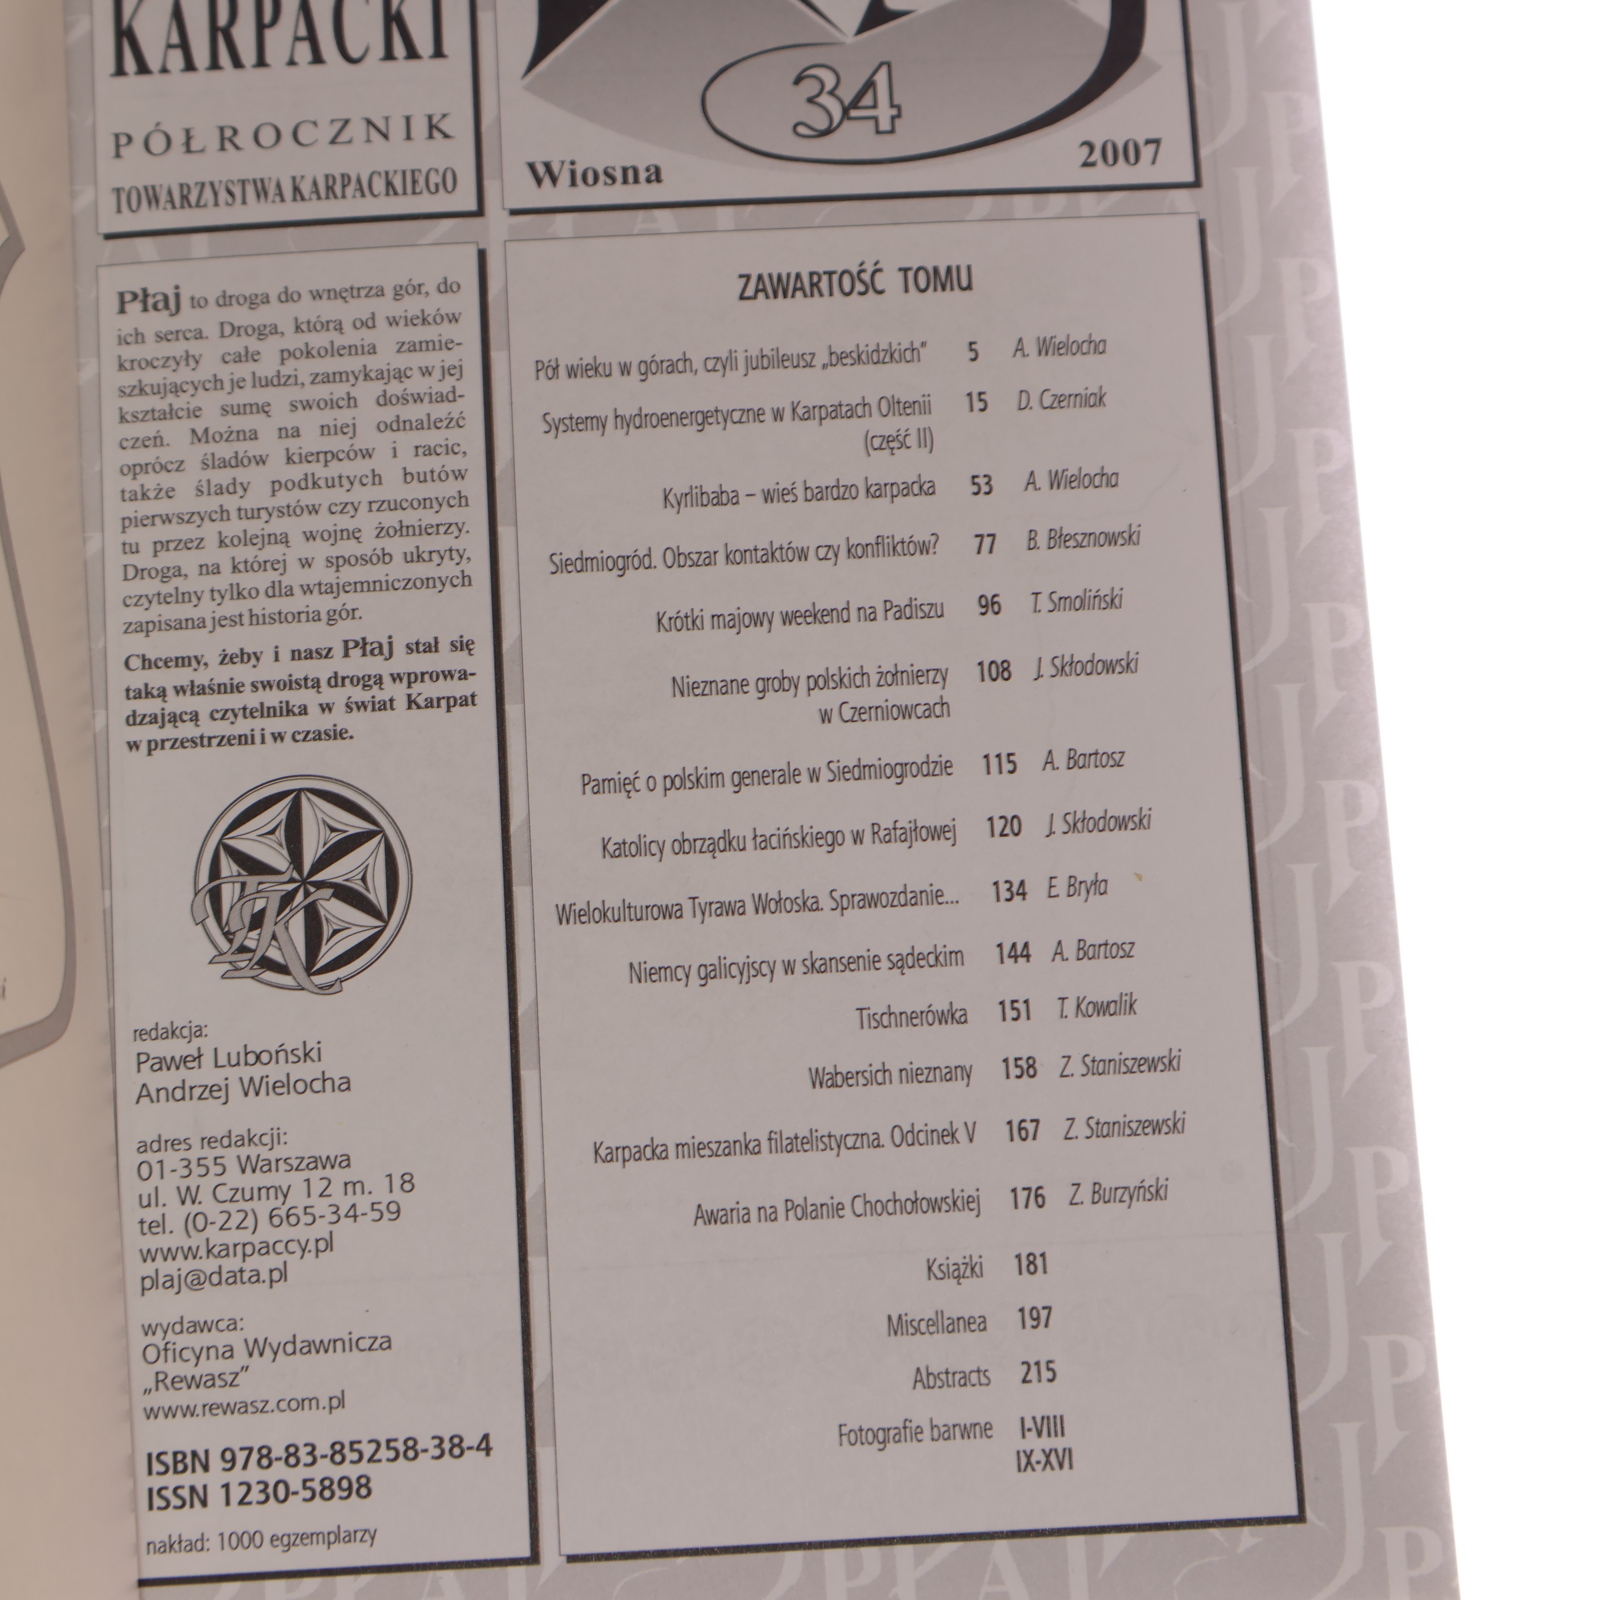 KARPACKI
PÓŁROCZNIK
TOWARZYSTWA KARPACKIEGO
34
Wiosna 2007
Płaj to droga do wnętrza gór, do
ich serca. Droga, którą od wieków
kroczyły całe pokolenia zamie-
szkujących je ludzi, zamykając w jej
kształcie sumę swoich doświad-
czeń. Można na niej odnaleźć
oprócz śladów kierpców i racic,
także ślady podkutych butów
pierwszych turystów czy rzuconych
tu przez kolejną wojnę żołnierzy.
Droga, na której w sposób ukryty,
czytelny tylko dla wtajemniczonych
zapisana jest historia gór.
Chcemy, żeby i nasz Płaj stał się
taką właśnie swoistą drogą wprowa-
dzającą czytelnika w świat Karpat
w przestrzeni i w czasie.
TK
redakcja:
Paweł Luboński
Andrzej Wielocha
adres redakcji:
01-355 Warszawa
ul. W. Czumy 12 m. 18
tel. (0-22) 665-34-59
www.karpaccy.pl
plaj@data.pl
wydawca:
Oficyna Wydawnicza
„Rewasz”
www.rewasz.com.pl
ISBN 978-83-85258-38-4
ISSN 1230-5898
nakład: 1000 egzemplarzy
ZAWARTOŚĆ TOMU
Pół wieku w górach, czyli jubileusz „beskidzkich” 5 A. Wielocha
Systemy hydroenergetyczne w Karpatach Oltenii 15 D. Czerniak
(część II)
Kyrlibaba – wieś bardzo karpacka 53 A. Wielocha
Siedmiogród. Obszar kontaktów czy konfliktów? 77 B. Błesznowski
Krótki majowy weekend na Padiszu 96 T. Smoliński
Nieznane groby polskich żołnierzy 108 J. Skłodowski
w Czerniowcach
Pamięć o polskim generale w Siedmiogrodzie 115 A. Bartosz
Katolicy obrządku łacińskiego w Rafajłowej 120 J. Skłodowski
Wielokulturowa Tyrawa Wołoska. Sprawozdanie... 134 E. Bryła
Niemcy galicyjscy w skansenie sądeckim 144 A. Bartosz
Tischnerówka 151 T. Kowalik
Wabersich nieznany 158 Z. Staniszewski
Karpacka mieszanka filatelistyczna. Odcinek V 167 Z. Staniszewski
Awaria na Polanie Chochołowskiej 176 Z. Burzyński
Książki 181
Miscellanea 197
Abstracts 215
Fotografie barwne I-VIII
IX-XVI